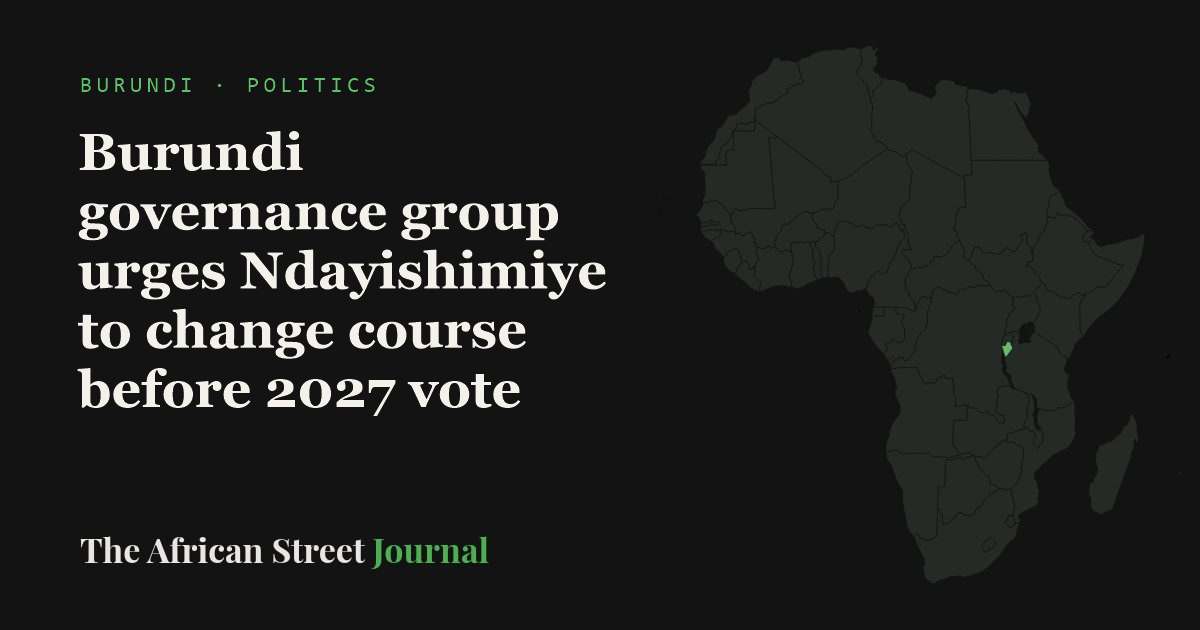 BURUNDI · POLITICS
Burundi
governance group
urges Ndayishimiye
to change course
before 2027 vote
The African Street Journal